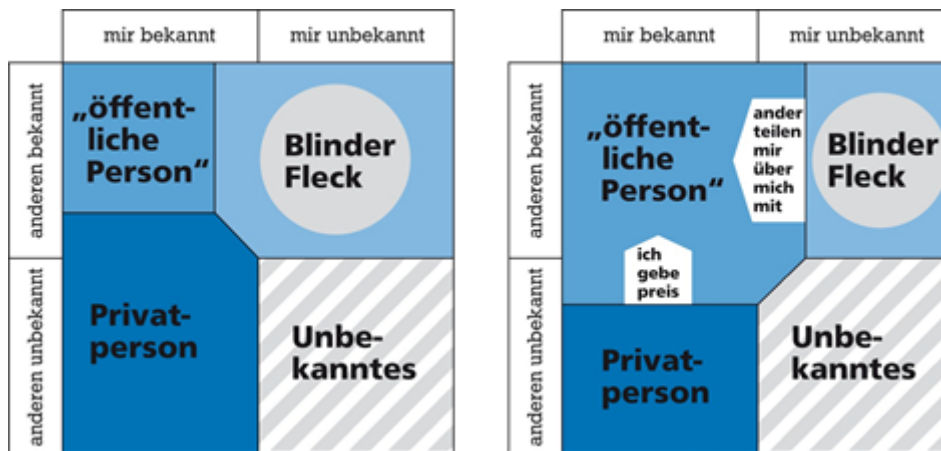 mir bekannt
mir unbekannt
anderen bekannt
anderen unbekannt
„öffent-
liche
Person“
Blinder
Fleck
Privat-
person
Unbe-
kanntes
mir bekannt
mir unbekannt
anderen bekannt
anderen unbekannt
„öffent-
liche
Person“
ander
teilen
mir
über
mich
mit
Blinder
Fleck
ich
gebe
preis
Privat-
person
Unbe-
kanntes